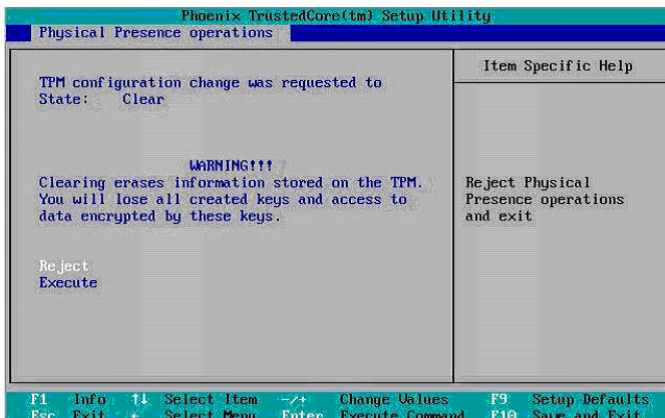 Phoenix TrustedCore(tm) Setup Utility
Physical Presence operations
Item Specific Help
TPM configuration change was requested to
State: Clear
WARNING!!!
Clearing erases information stored on the TPM.
You will lose all created keys and access to
data encrypted by these keys.
Reject
Execute
Reject Physical
Presence operations
and exit
F1 Info ↑↓ Select Item -/+ Change Values F9 Setup Defaults
Esc Exit ← Select Menu Enter Execute Command F10 Save and Exit